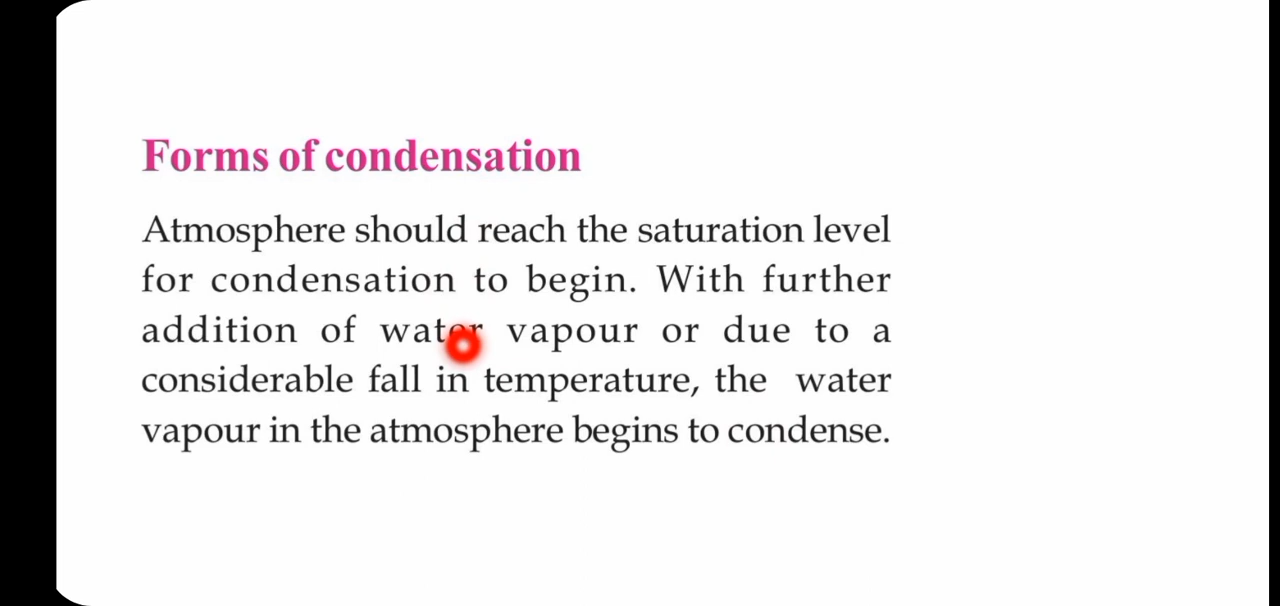 Forms of condensation
Atmosphere should reach the saturation level
for condensation to begin. With further
addition of water vapour or due to a
considerable fall in temperature, the water
vapour in the atmosphere begins to condense.